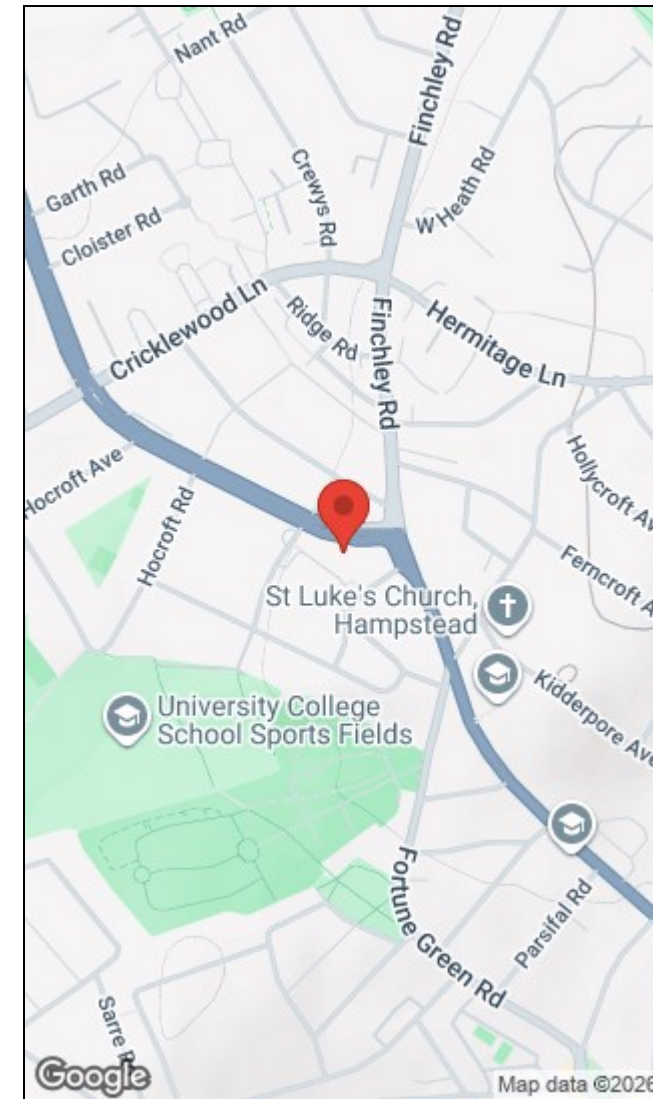 Nant Rd
Finchley Rd
Crewys Rd
W Heath Rd
Garth Rd
Cloister Rd
Cricklewood Ln
Ridge Rd
Finchley Rd
Hermitage Ln
Hocroft Ave
Hocroft Rd
Hollycroft Av
Ferncroft A
St Luke's Church,
Hampstead
Kidderpore Ave
University College
School Sports Fields
Fortune Green Rd
Parsifal Rd
Sarre R
Google
Map data ©2026